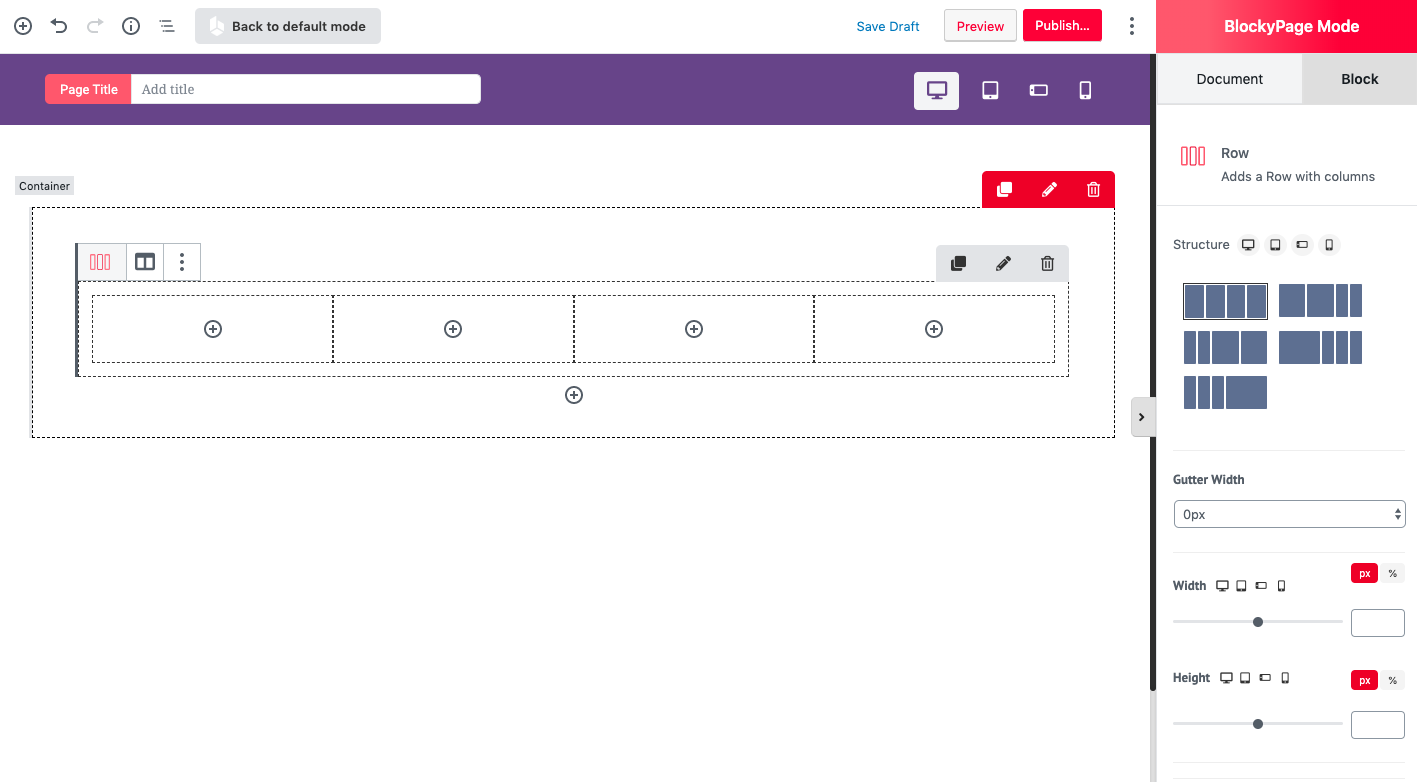 Back to default mode
Save Draft
Preview
Publish...
BlockyPage Mode
Page Title
Add title
Document
Block
Row
Adds a Row with columns
Container
Structure
Gutter Width
0px
px
%
Width
Height
px
%